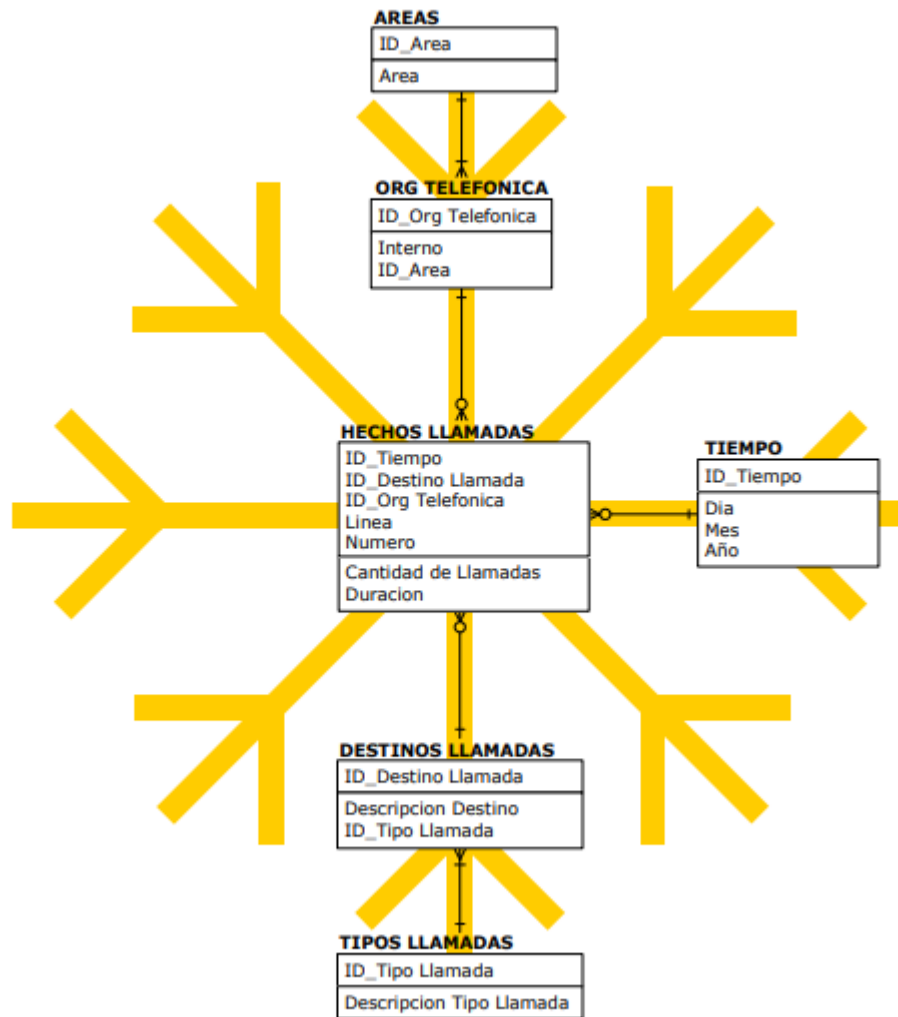 AREAS
ID_Area
Area
ORG TELEFONICA
ID_Org Telefonica
Interno
ID_Area
HECHOS LLAMADAS
ID_Tiempo
ID_Destino Llamada
ID_Org Telefonica
Linea
Numero
Cantidad de Llamadas
Duracion
TIEMPO
ID_Tiempo
Dia
Mes
Año
DESTINOS LLAMADAS
ID_Destino Llamada
Descripcion Destino
ID_Tipo Llamada
TIPOS LLAMADAS
ID_Tipo Llamada
Descripcion Tipo Llamada